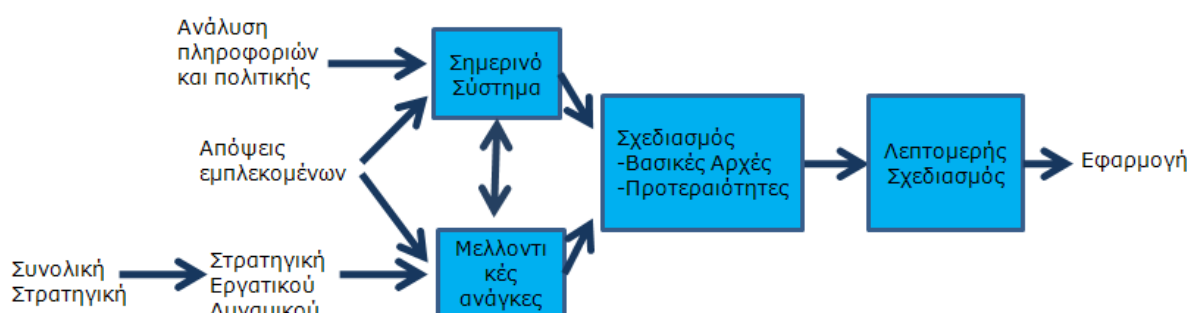 Ανάλυση
πληροφοριών
και πολιτικής
Σημερινό
Σύστημα
Απόψεις
εμπλεκομένων
Σχεδιασμός
-Βασικές Αρχές
-Προτεραιότητες
Λεπτομερής
Σχεδιασμός
Εφαρμογή
Συνολική
Στρατηγική
Στρατηγική
Εργατικού
Δυναμικού
Μελλοντι
κές
ανάγκες